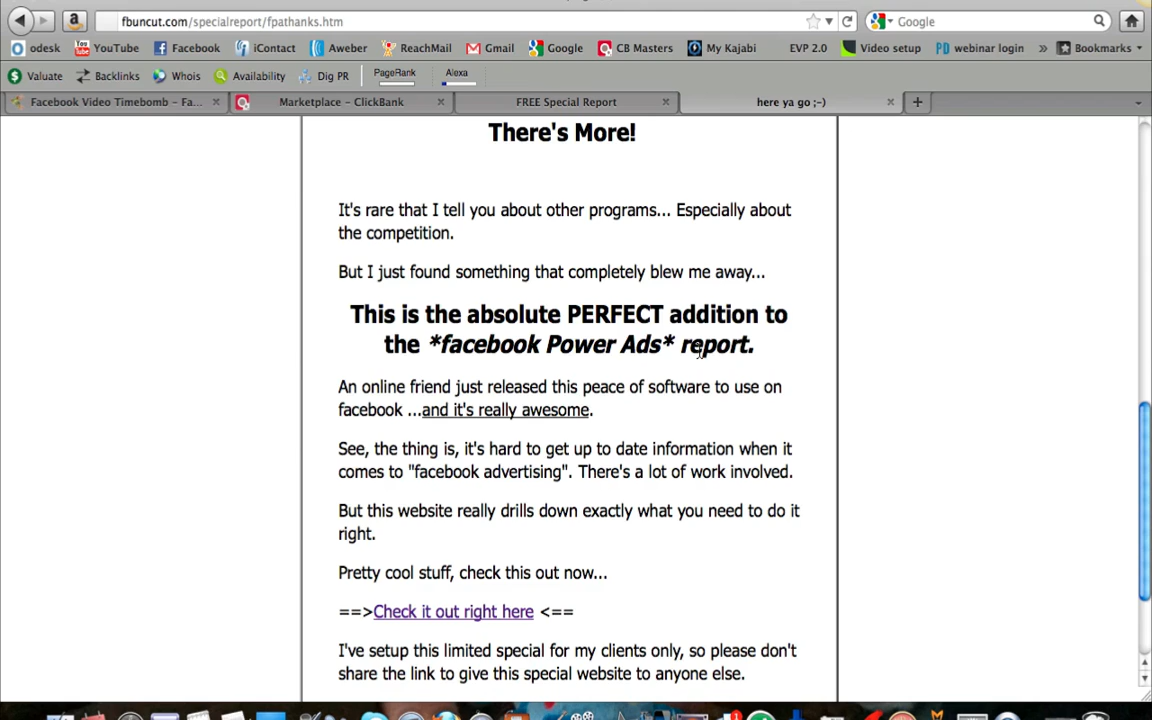 fbuncut.com/specialreport/fpathanks.htm
Google
odesk
YouTube
Facebook
iContact
Aweber
ReachMail
Gmail
Google
CB Masters
My Kajabi
EVP 2.0
Video setup
PD webinar login
»
Bookmarks
Valuate
Backlinks
Whois
Availability
Dig PR
PageRank
Alexa
Facebook Video Timebomb - Fa...
Marketplace - ClickBank
FREE Special Report
here ya go ;-)
There's More!
It's rare that I tell you about other programs... Especially about
the competition.
But I just found something that completely blew me away...
This is the absolute PERFECT addition to
the *facebook Power Ads* report.
An online friend just released this peace of software to use on
facebook ...and it's really awesome.
See, the thing is, it's hard to get up to date information when it
comes to "facebook advertising". There's a lot of work involved.
But this website really drills down exactly what you need to do it
right.
Pretty cool stuff, check this out now...
==>Check it out right here <==
I've setup this limited special for my clients only, so please don't
share the link to give this special website to anyone else.